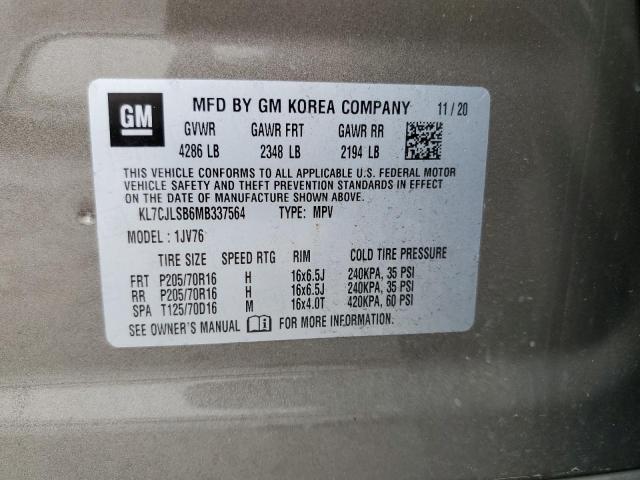 GM MFD BY GM KOREA COMPANY 11/20
GVWR GAWR FRT GAWR RR
4286 LB 2348 LB 2194 LB
THIS VEHICLE CONFORMS TO ALL APPLICABLE U.S. FEDERAL MOTOR
VEHICLE SAFETY AND THEFT PREVENTION STANDARDS IN EFFECT
ON THE DATE OF MANUFACTURE SHOWN ABOVE.
KL7CJLSB6MB337564 TYPE: MPV
MODEL: 1JV76
TIRE SIZE SPEED RTG RIM COLD TIRE PRESSURE
FRT P205/70R16 H 16x6.5J 240KPA, 35 PSI
RR P205/70R16 H 16x6.5J 240KPA, 35 PSI
SPA T125/70D16 M 16x4.0T 420KPA, 60 PSI
SEE OWNER'S MANUAL FOR MORE INFORMATION.